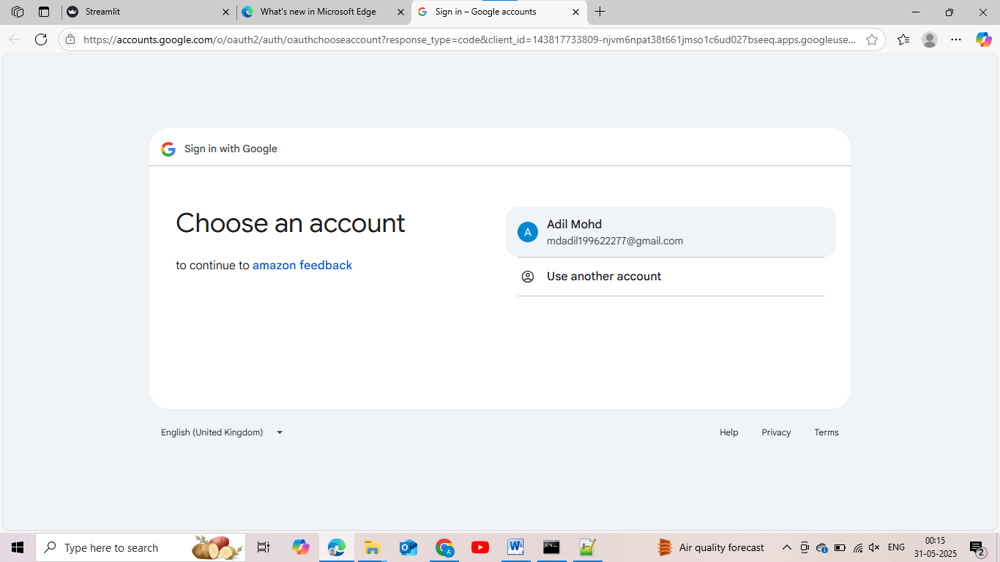 Streamlit
What's new in Microsoft Edge
Sign in – Google accounts
https://accounts.google.com/o/oauth2/auth/oauthchooseaccount?response_type=code&client_id=143817733809-njvm6npat38t661jmso1c6ud027bseeq.apps.googleuse...
Sign in with Google
Choose an account
to continue to amazon feedback
A
Adil Mohd
mdadil199622277@gmail.com
Use another account
English (United Kingdom)
Help
Privacy
Terms
Type here to search
Air quality forecast
ENG
00:15
31-05-2025
2